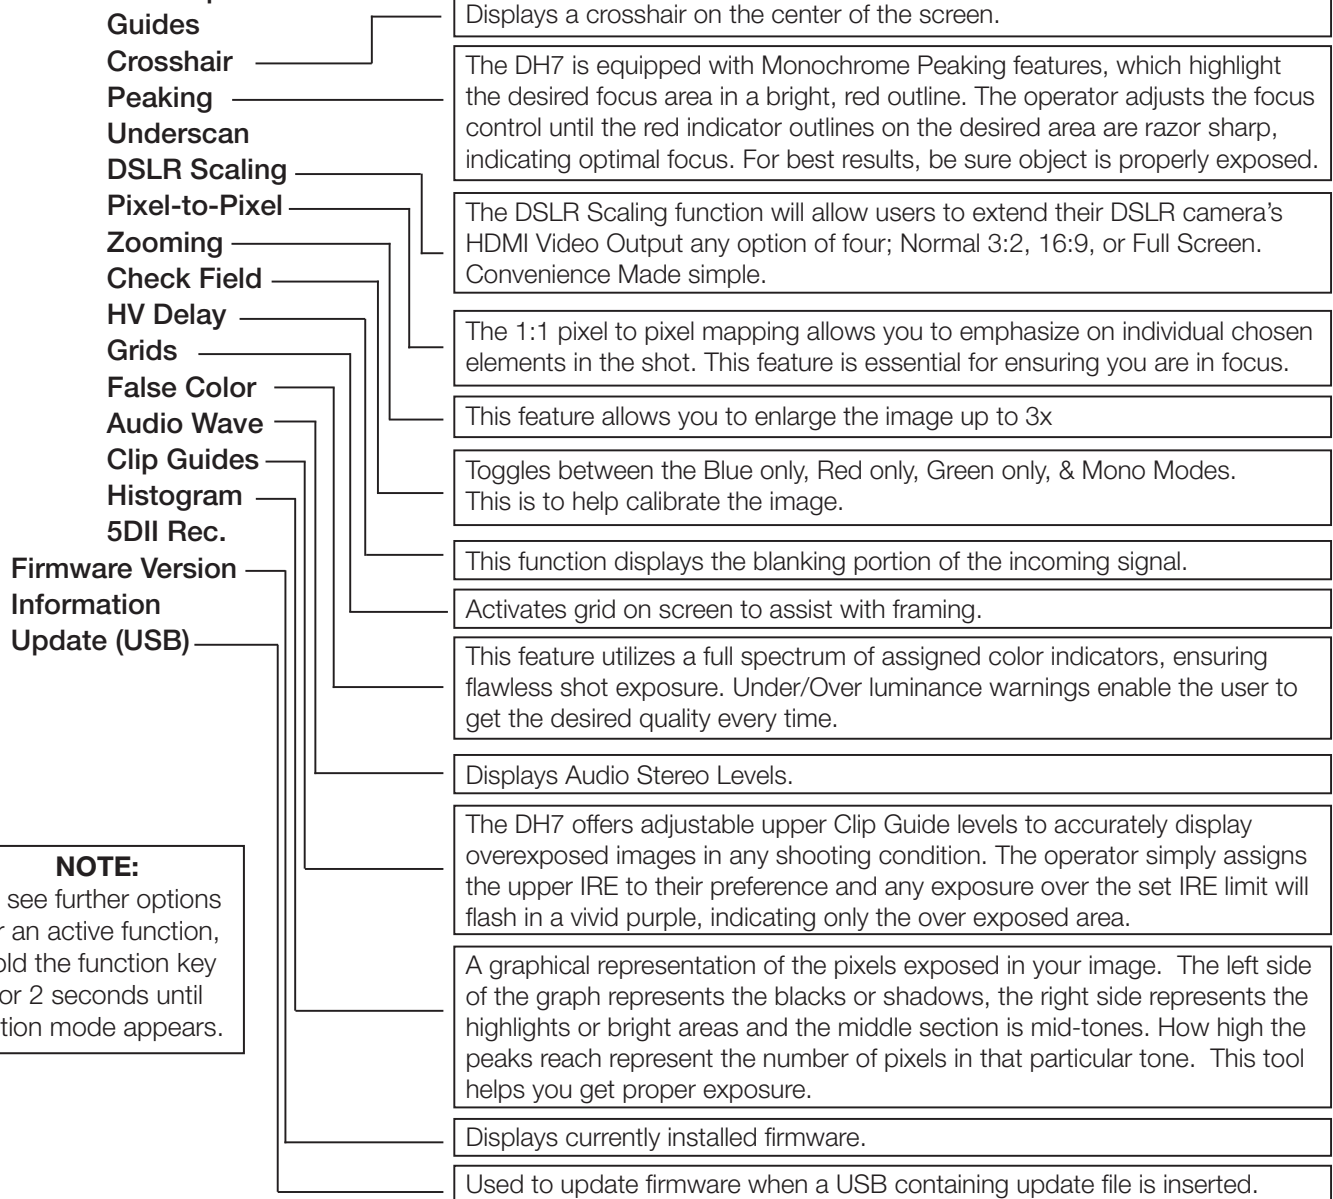 Guides
Crosshair
Peaking
Underscan
DSLR Scaling
Pixel-to-Pixel
Zooming
Check Field
HV Delay
Grids
False Color
Audio Wave
Clip Guides
Histogram
5DII Rec.
Firmware Version
Information
Update (USB)
NOTE:
see further options
an active function,
the function key
2 seconds until
mode appears.
Displays a crosshair on the center of the screen.
The DH7 is equipped with Monochrome Peaking features, which highlight
the desired focus area in a bright, red outline. The operator adjusts the focus
control until the red indicator outlines on the desired area are razor sharp,
indicating optimal focus. For best results, be sure object is properly exposed.
The DSLR Scaling function will allow users to extend their DSLR camera's
HDMI Video Output any option of four; Normal 3:2, 16:9, or Full Screen.
Convenience Made simple.
The 1:1 pixel to pixel mapping allows you to emphasize on individual chosen
elements in the shot. This feature is essential for ensuring you are in focus.
This feature allows you to enlarge the image up to 3x
Toggles between the Blue only, Red only, Green only, & Mono Modes.
This is to help calibrate the image.
This function displays the blanking portion of the incoming signal.
Activates grid on screen to assist with framing.
This feature utilizes a full spectrum of assigned color indicators, ensuring
flawless shot exposure. Under/Over luminance warnings enable the user to
get the desired quality every time.
Displays Audio Stereo Levels.
The DH7 offers adjustable upper Clip Guide levels to accurately display
overexposed images in any shooting condition. The operator simply assigns
the upper IRE to their preference and any exposure over the set IRE limit will
flash in a vivid purple, indicating only the over exposed area.
A graphical representation of the pixels exposed in your image. The left side
of the graph represents the blacks or shadows, the right side represents the
highlights or bright areas and the middle section is mid-tones. How high the
peaks reach represent the number of pixels in that particular tone. This tool
helps you get proper exposure.
Displays currently installed firmware.
Used to update firmware when a USB containing update file is inserted.